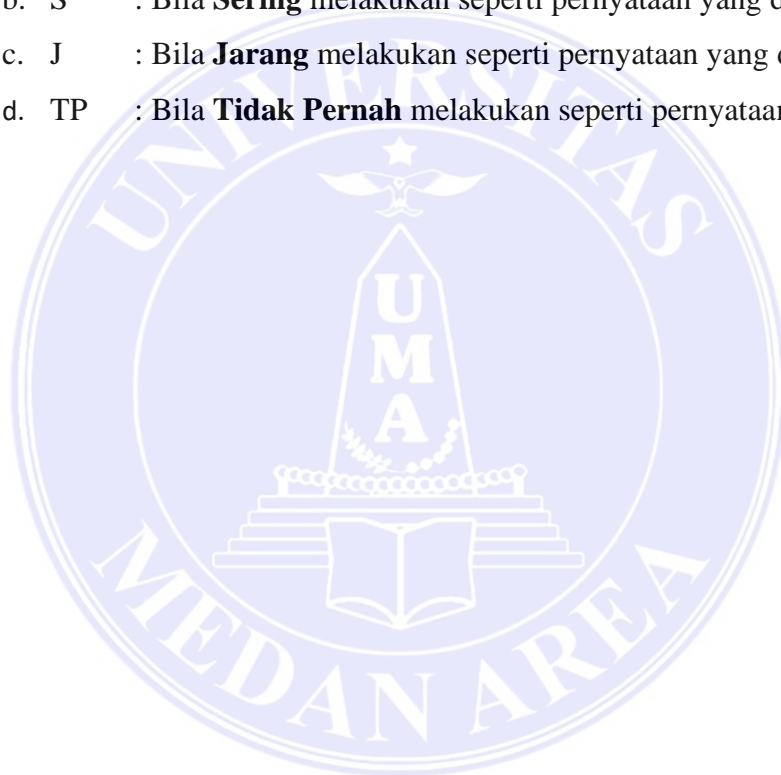 b. S : Bila Sering melakukan seperti pernyataan yang
c. J : Bila Jarang melakukan seperti pernyataan yang
d. TP : Bila Tidak Pernah melakukan seperti pernyataan
UNIVERSITAS
UMA
MEDAN AREA